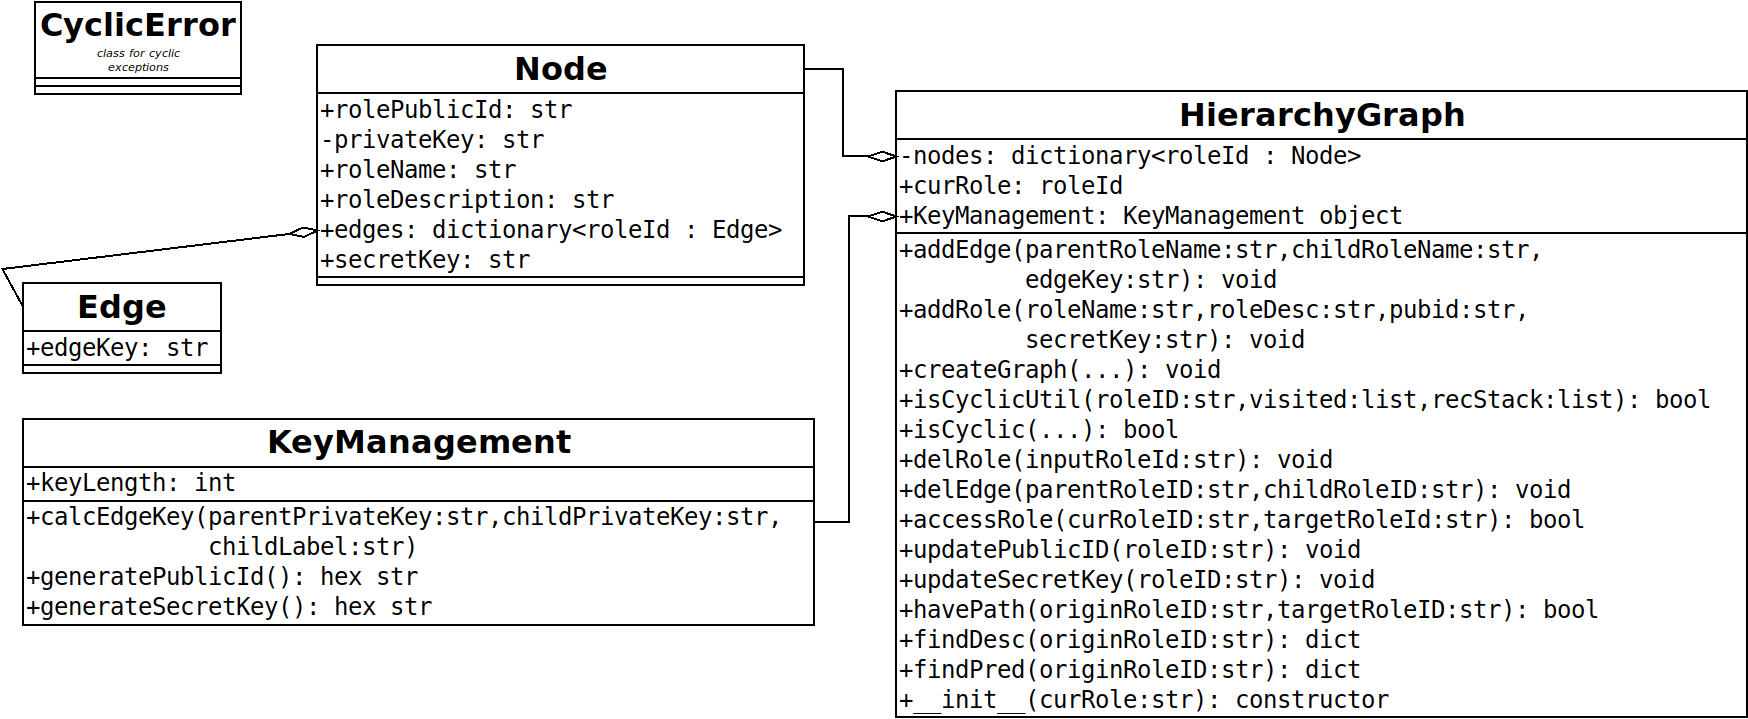 CyclicError
class for cyclic
exceptions
Node
+rolePublicId: str
-privateKey: str
+roleName: str
+roleDescription: str
+edges: dictionary<roleId : Edge>
+secretKey: str
Edge
+edgeKey: str
KeyManagement
+keyLength: int
+calcEdgeKey(parentPrivateKey:str,childPrivateKey:str,
childLabel:str)
+generatePublicId(): hex str
+generateSecretKey(): hex str
HierarchyGraph
-nodes: dictionary<roleId : Node>
+curRole: roleId
+KeyManagement: KeyManagement object
+addEdge(parentRoleName:str,childRoleName:str,
edgeKey:str): void
+addRole(roleName:str,roleDesc:str,pubid:str,
secretKey:str): void
+createGraph(...): void
+isCyclicUtil(roleID:str,visited:list,recStack:list): bool
+isCyclic(...): bool
+delRole(inputRoleId:str): void
+delEdge(parentRoleID:str,childRoleID:str): void
+accessRole(curRoleID:str,targetRoleId:str): bool
+updatePublicID(roleID:str): void
+updateSecretKey(roleID:str): void
+havePath(originRoleID:str,targetRoleID:str): bool
+findDesc(originRoleID:str): dict
+findPred(originRoleID:str): dict
+__init__(curRole:str): constructor